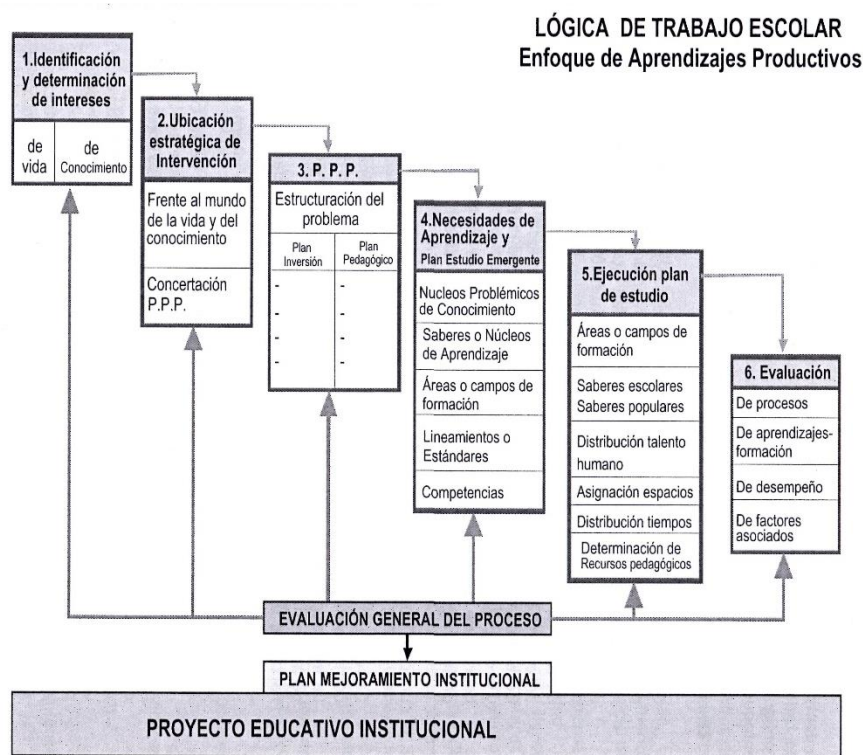 LÓGICA DE TRABAJO ESCOLAR
Enfoque de Aprendizajes Productivos
1.Identificación
y determinación
de intereses
de
vida
de
Conocimiento
2.Ubicación
estratégica de
Intervención
Frente al mundo
de la vida y del
conocimiento
Concertación
P.P.P.
3. P. P. P.
Estructuración del
problema
Plan
Inversión
Plan
Pedagógico
-
-
-
-
-
-
-
-
4.Necesidades de
Aprendizaje y
Plan Estudio Emergente
Nucleos Problémicos
de Conocimiento
Saberes o Núcleos
de Aprendizaje
Áreas o campos de
formación
Lineamientos o
Estándares
Competencias
5.Ejecución plan
de estudio
Áreas o campos de
formación
Saberes escolares
Saberes populares
Distribución talento
humano
Asignación espacios
Distribución tiempos
Determinación de
Recursos pedagógicos
6. Evaluación
De procesos
De aprendizajes-
formación
De desempeño
De factores
asociados
EVALUACIÓN GENERAL DEL PROCESO
PLAN MEJORAMIENTO INSTITUCIONAL
PROYECTO EDUCATIVO INSTITUCIONAL